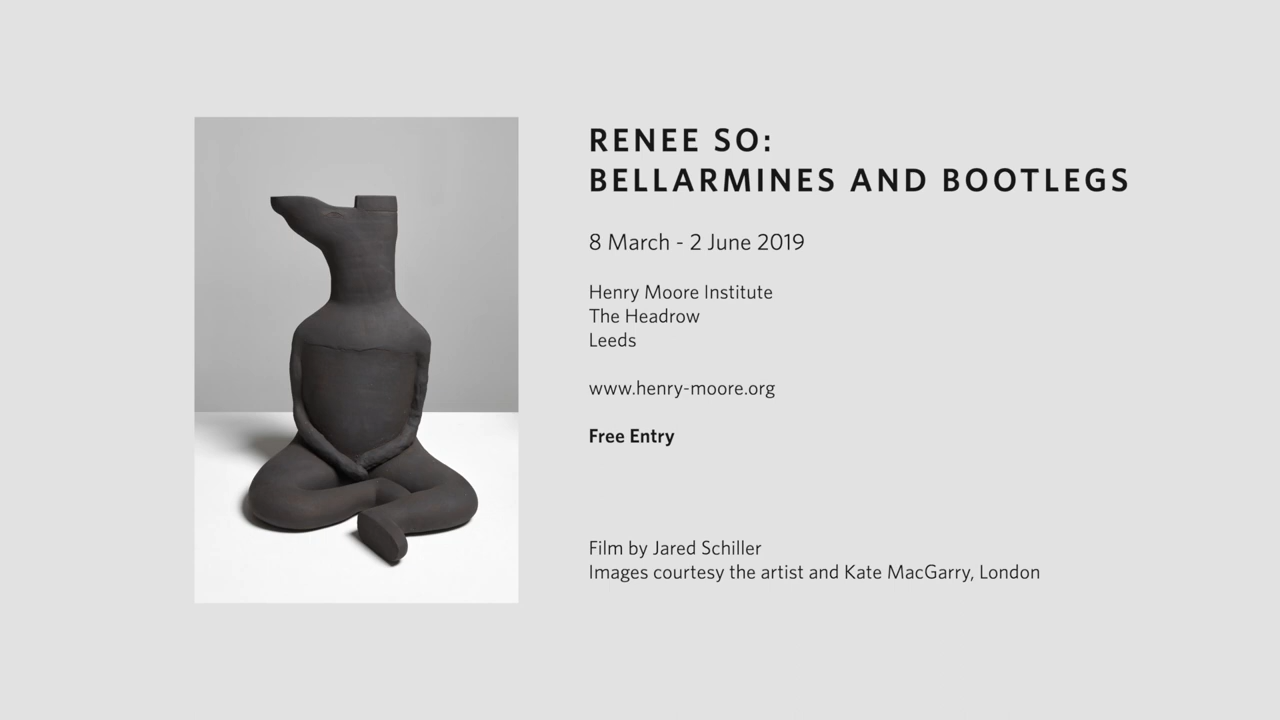 RENEE SO:
BELLARMINES AND BOOTLEGS
8 March - 2 June 2019
Henry Moore Institute
The Headrow
Leeds
www.henry-moore.org
Free Entry
Film by Jared Schiller
Images courtesy the artist and Kate MacGarry, London